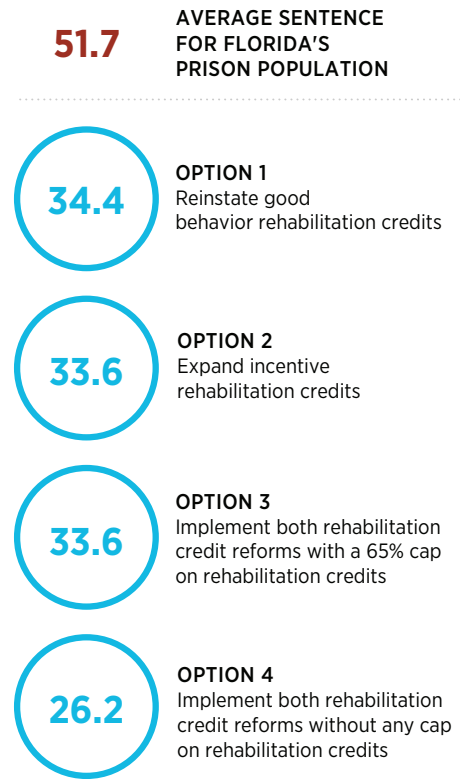 51.7
AVERAGE SENTENCE
FOR FLORIDA'S
PRISON POPULATION
34.4
OPTION 1
Reinstate good
behavior rehabilitation credits
33.6
OPTION 2
Expand incentive
rehabilitation credits
33.6
OPTION 3
Implement both rehabilitation
credit reforms with a 65% cap
on rehabilitation credits
26.2
OPTION 4
Implement both rehabilitation
credit reforms without any cap
on rehabilitation credits